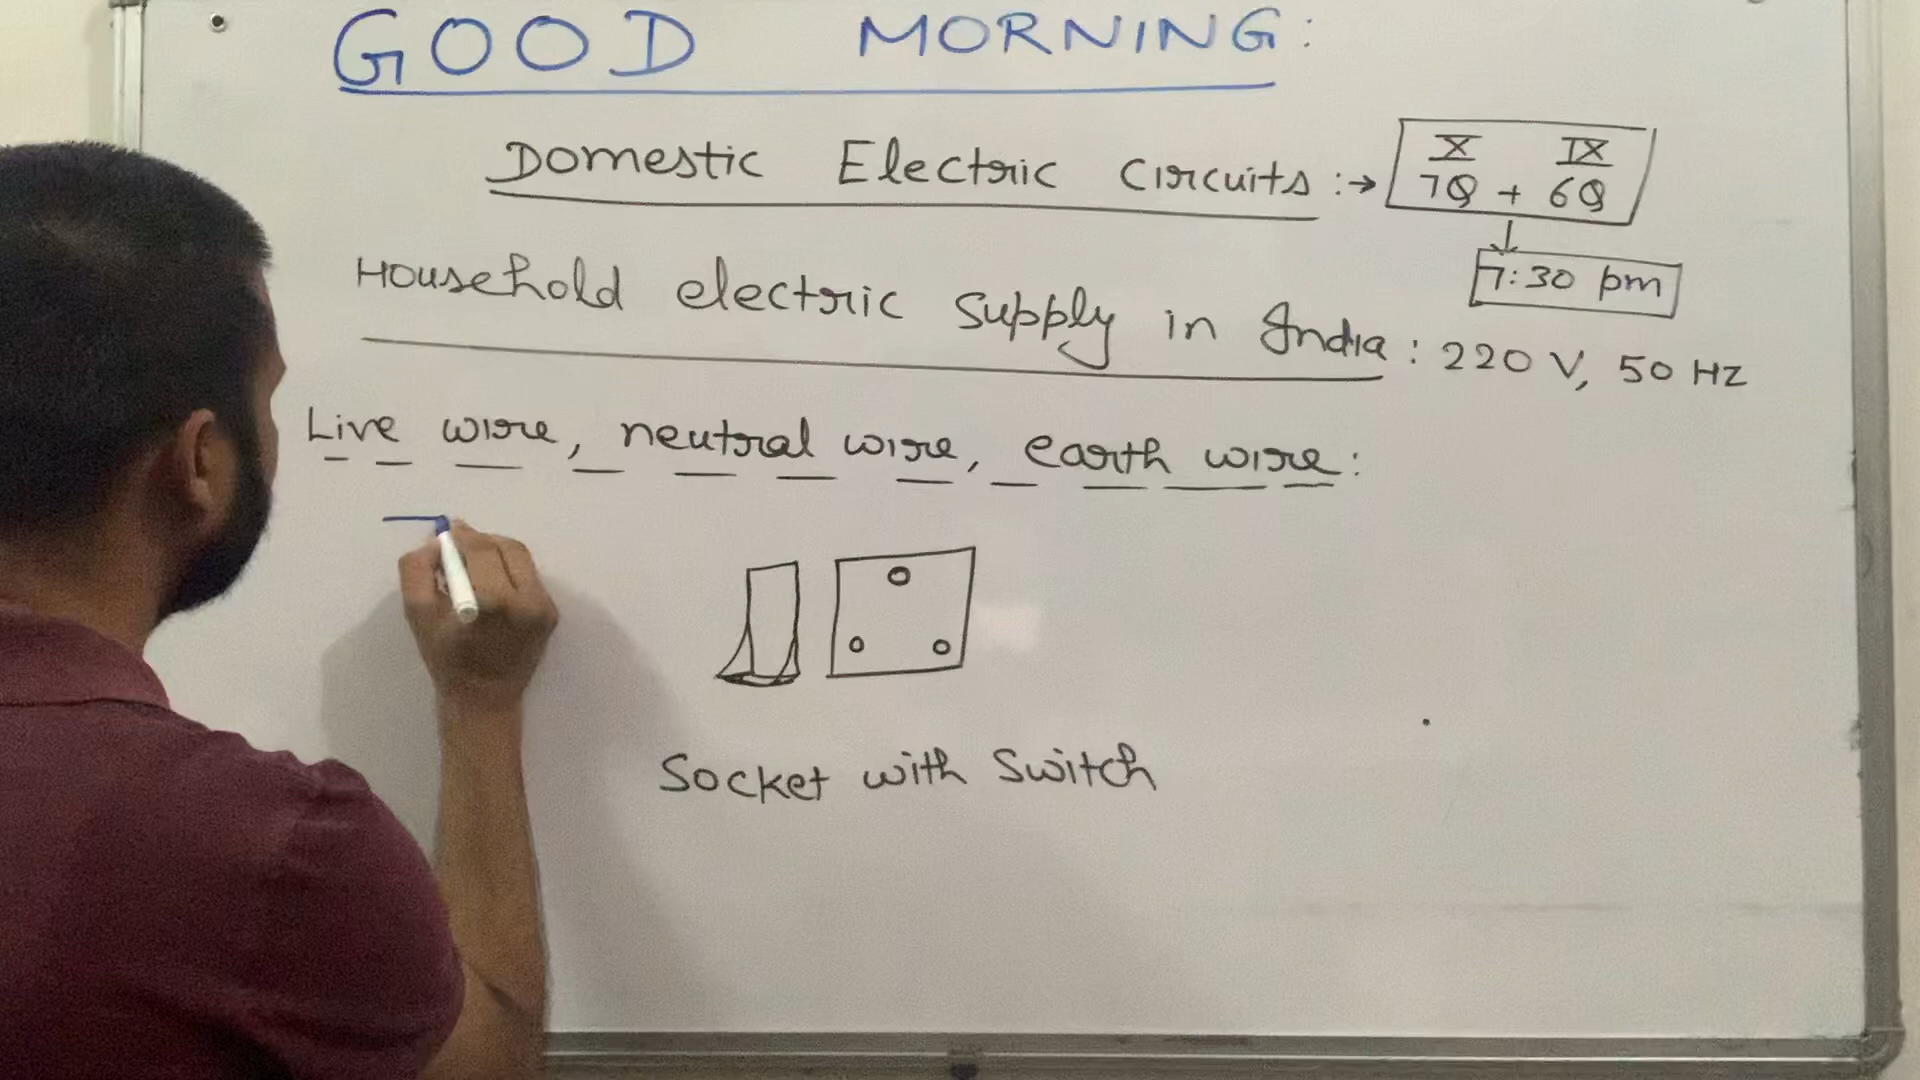 GOOD MORNING:
Domestic Electric Circuits :→ X IX
7Q + 6Q
↓
7:30 pm
Household electric supply in India : 220 V, 50 HZ
Live wire, neutral wire, earth wire:
Socket with Switch